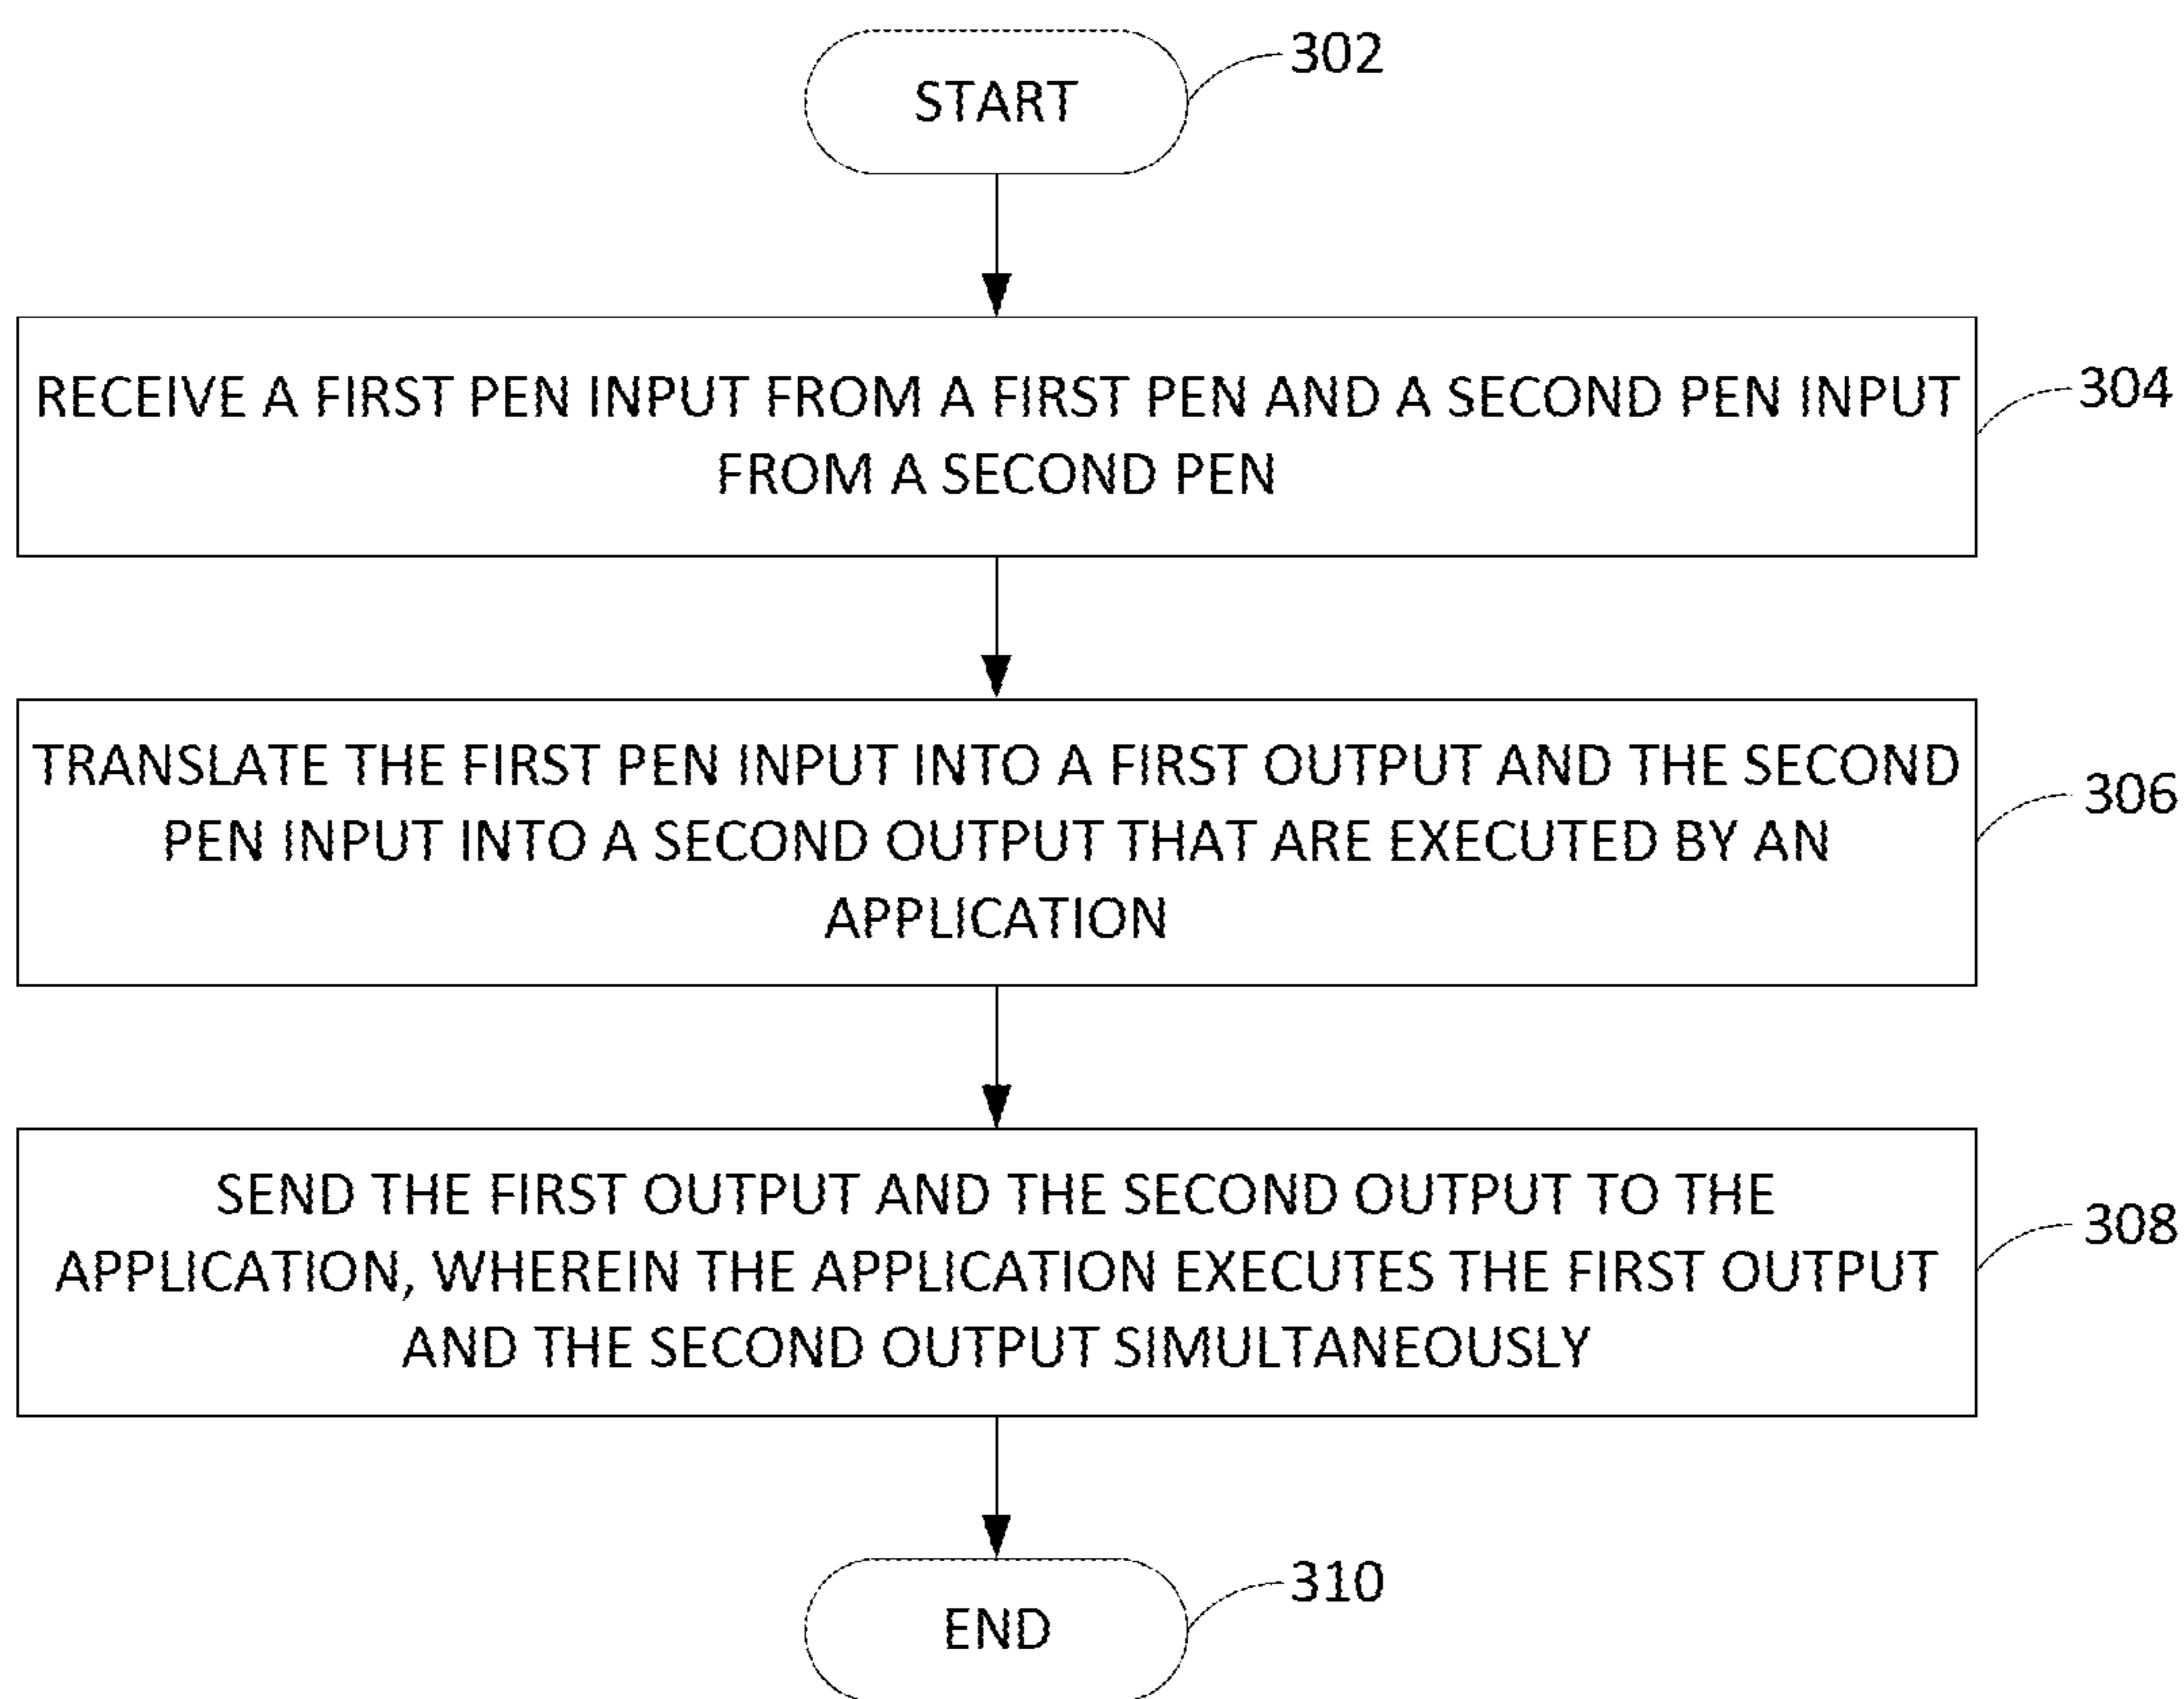 START
302
RECEIVE A FIRST PEN INPUT FROM A FIRST PEN AND A SECOND PEN INPUT
FROM A SECOND PEN
304
TRANSLATE THE FIRST PEN INPUT INTO A FIRST OUTPUT AND THE SECOND
PEN INPUT INTO A SECOND OUTPUT THAT ARE EXECUTED BY AN
APPLICATION
306
SEND THE FIRST OUTPUT AND THE SECOND OUTPUT TO THE
APPLICATION, WHEREIN THE APPLICATION EXECUTES THE FIRST OUTPUT
AND THE SECOND OUTPUT SIMULTANEOUSLY
308
END
310